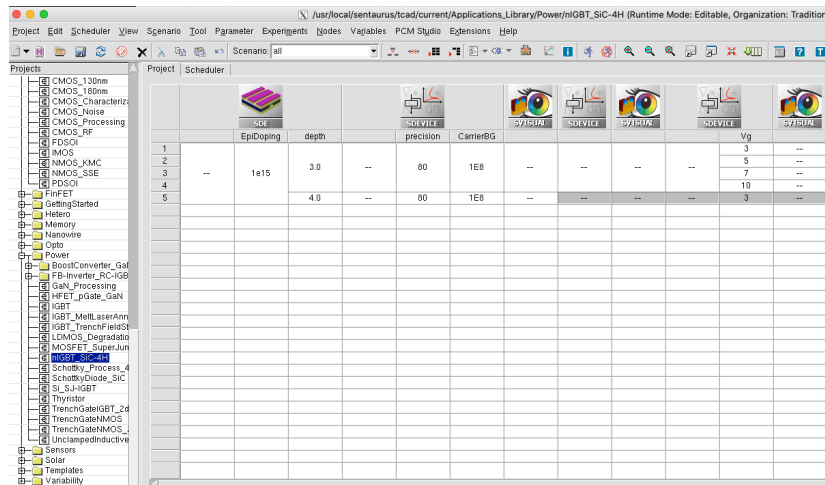 /usr/local/sentaurus/tcad/current/Applications_Library/Power/nIGBT_SiC-4H (Runtime Mode: Editable, Organization: Tradition
Project Edit Scheduler View Scenario Tool Parameter Experiments Nodes Variables PCM Studio Extensions Help
Scenario: all
Projects
Project Scheduler
CMOS_130nm
CMOS_180nm
CMOS_Characteriza
CMOS_Noise
CMOS_Processing
CMOS_RF
FDSOI
IMOS
NMOS_KMC
NMOS_SSE
PDSOI
FinFET
GettingStarted
Hetero
Memory
Nanowire
Opto
Power
BoostConverter_GaN
FB-Inverter_RC-IGB
GaN_Processing
HFET_pGate_GaN
IGBT
IGBT_MeltLaserAnn
IGBT_TrenchFieldSt
LDMOS_Degradatio
MOSFET_SuperJun
nIGBT_SiC-4H
Schottky_Process_4
SchottkyDiode_SiC
Si_SJ-IGBT
Thyristor
TrenchGateIGBT_2d
TrenchGateNMOS
TrenchGateNMOS_
UnclampedInductive
Sensors
Solar
Templates
Variability
SDE SDEVICE SVISUAL SDEVICE SVISUAL SDEVICE SVISUAL
EpiDoping depth precision CarrierBG Vg
1 3 --
2 5 --
3 -- 1e15 3.0 -- 80 1E8 -- -- -- -- 7 --
4 10 --
5 4.0 -- 80 1E8 -- -- -- -- 3 --